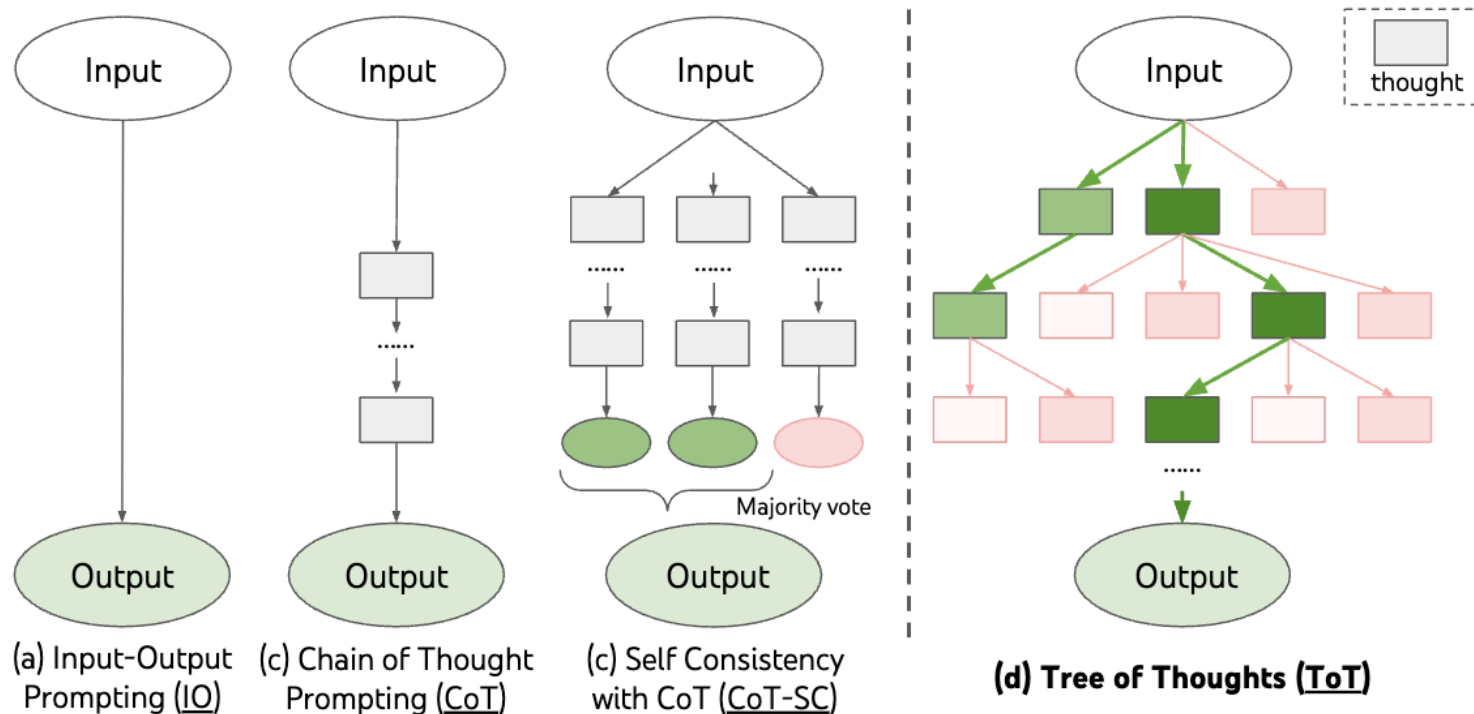 Input
Input
Input
Input
thought
......
......
......
......
Majority vote
Output
Output
Output
Output
(a) Input-Output
Prompting (IO)
(c) Chain of Thought
Prompting (CoT)
(c) Self Consistency
with CoT (CoT-SC)
(d) Tree of Thoughts (ToT)